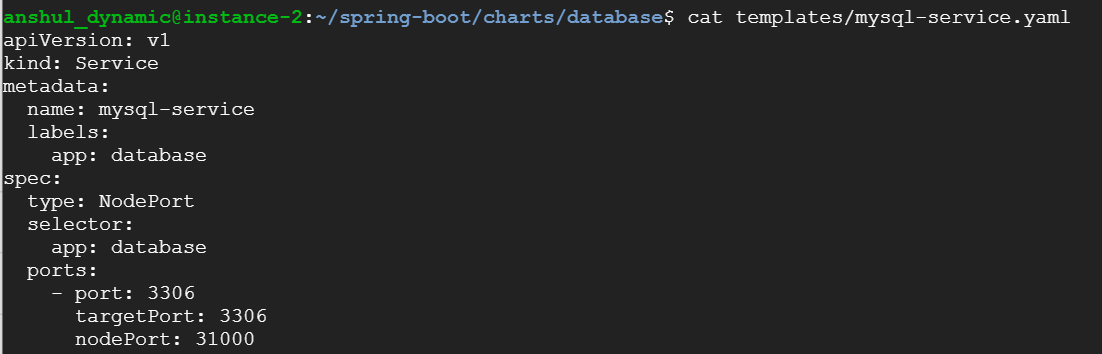 anshul_dynamic@instance-2:~/spring-boot/charts/database$ cat templates/mysql-service.yaml
apiVersion: v1
kind: Service
metadata:
  name: mysql-service
  labels:
    app: database
spec:
  type: NodePort
  selector:
    app: database
  ports:
    - port: 3306
      targetPort: 3306
      nodePort: 31000